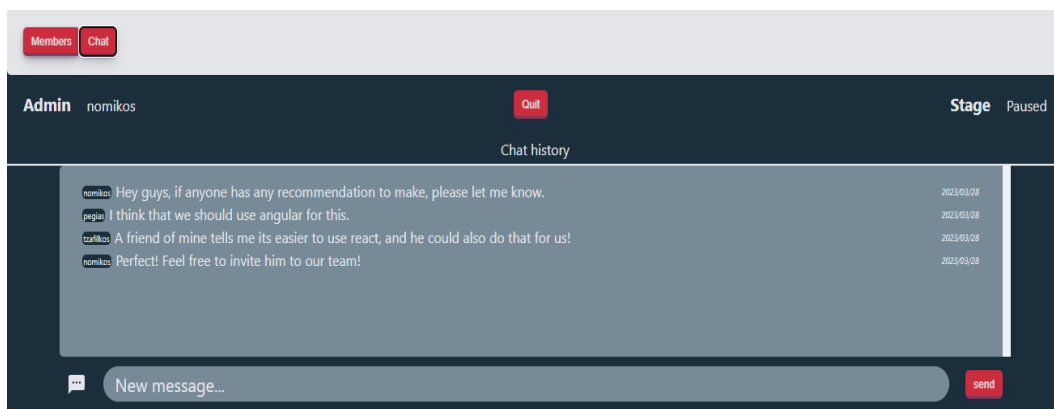 Members Chat
Admin nomikos Quit Stage Paused
Chat history
nomikos Hey guys, if anyone has any recommendation to make, please let me know. 2023/03/28
pegias I think that we should use angular for this. 2023/03/28
tzafilkos A friend of mine tells me its easier to use react, and he could also do that for us! 2023/03/28
nomikos Perfect! Feel free to invite him to our team! 2023/03/28
New message... send